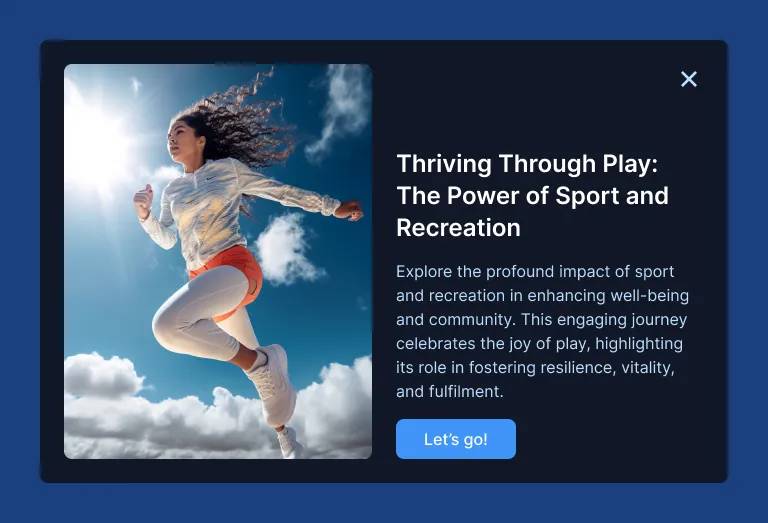 Thriving Through Play:
The Power of Sport and
Recreation
Explore the profound impact of sport
and recreation in enhancing well-being
and community. This engaging journey
celebrates the joy of play, highlighting
its role in fostering resilience, vitality,
and fulfilment.
Let’s go!